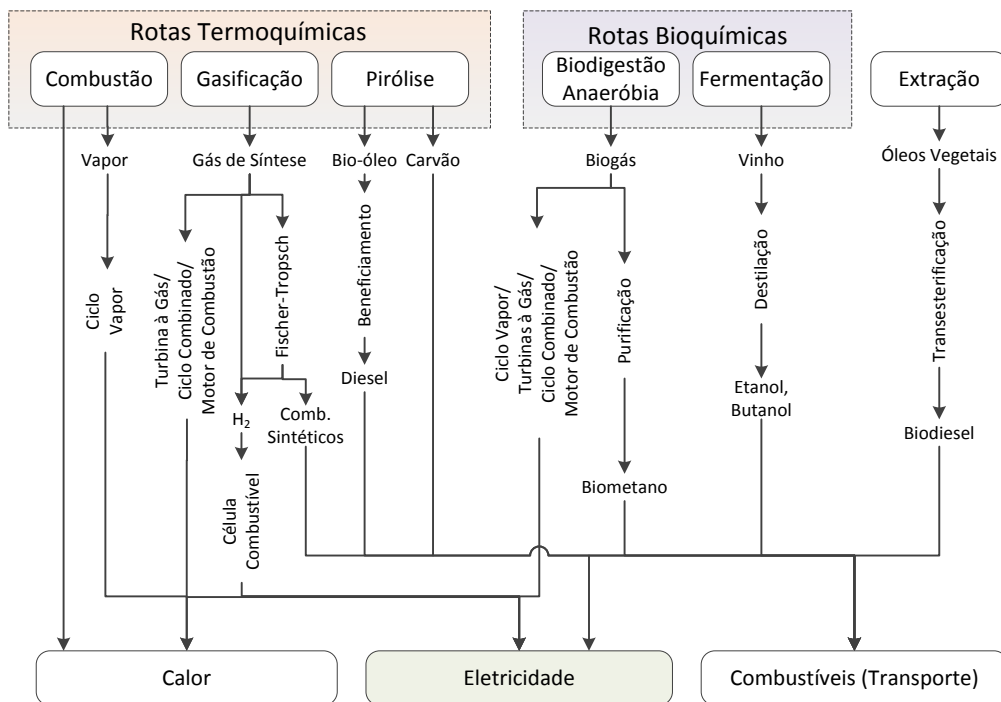 Rotas Termoquímicas
Rotas Bioquímicas
Combustão
Gasificação
Pirólise
Biodigestão
Anaeróbia
Fermentação
Extração
Vapor
Gás de Síntese
Bio-óleo
Carvão
Biogás
Vinho
Óleos Vegetais
Ciclo
Vapor
Turbina à Gás/
Ciclo Combinado/
Motor de Combustão
Fischer-Tropsch
Beneficiamento
Ciclo Vapor/
Turbinas à Gás/
Ciclo Combinado/
Motor de Combustão
Purificação
Destilação
Transesterificação
Diesel
H2
Comb.
Sintéticos
Etanol,
Butanol
Biodiesel
Célula
Combustível
Biometano
Calor
Eletricidade
Combustíveis (Transporte)